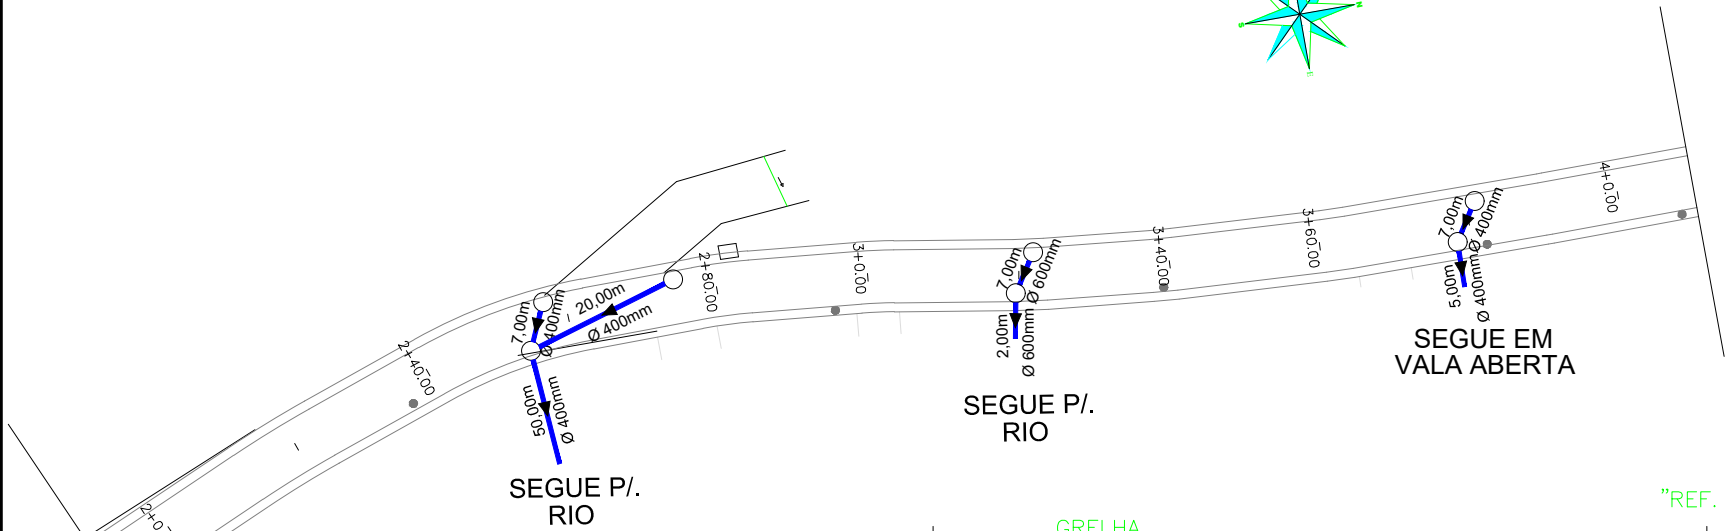 S
N
E
4+0.00
7,00m
Ø 400mm
5,00m
Ø 400mm
SEGUE EM
VALA ABERTA
3+60.00
3+40.00
3+0.00
7,00m
Ø 600mm
2,00m
Ø 600mm
SEGUE P/.
RIO
2+80.00
20,00m
Ø 400mm
7,00m
Ø 400mm
50,00m
Ø 400mm
SEGUE P/.
RIO
2+40.00
2+0
"REF.
GRELHA